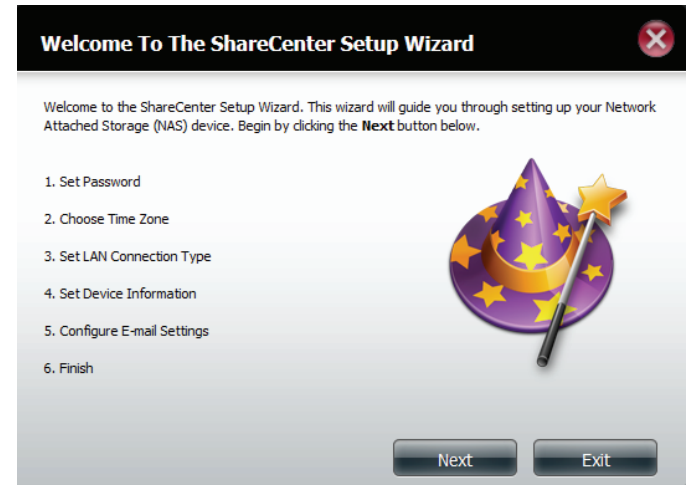 Welcome To The ShareCenter Setup Wizard
Welcome to the ShareCenter Setup Wizard. This wizard will guide you through setting up your Network
Attached Storage (NAS) device. Begin by clicking the Next button below.
1. Set Password
2. Choose Time Zone
3. Set LAN Connection Type
4. Set Device Information
5. Configure E-mail Settings
6. Finish
Next
Exit